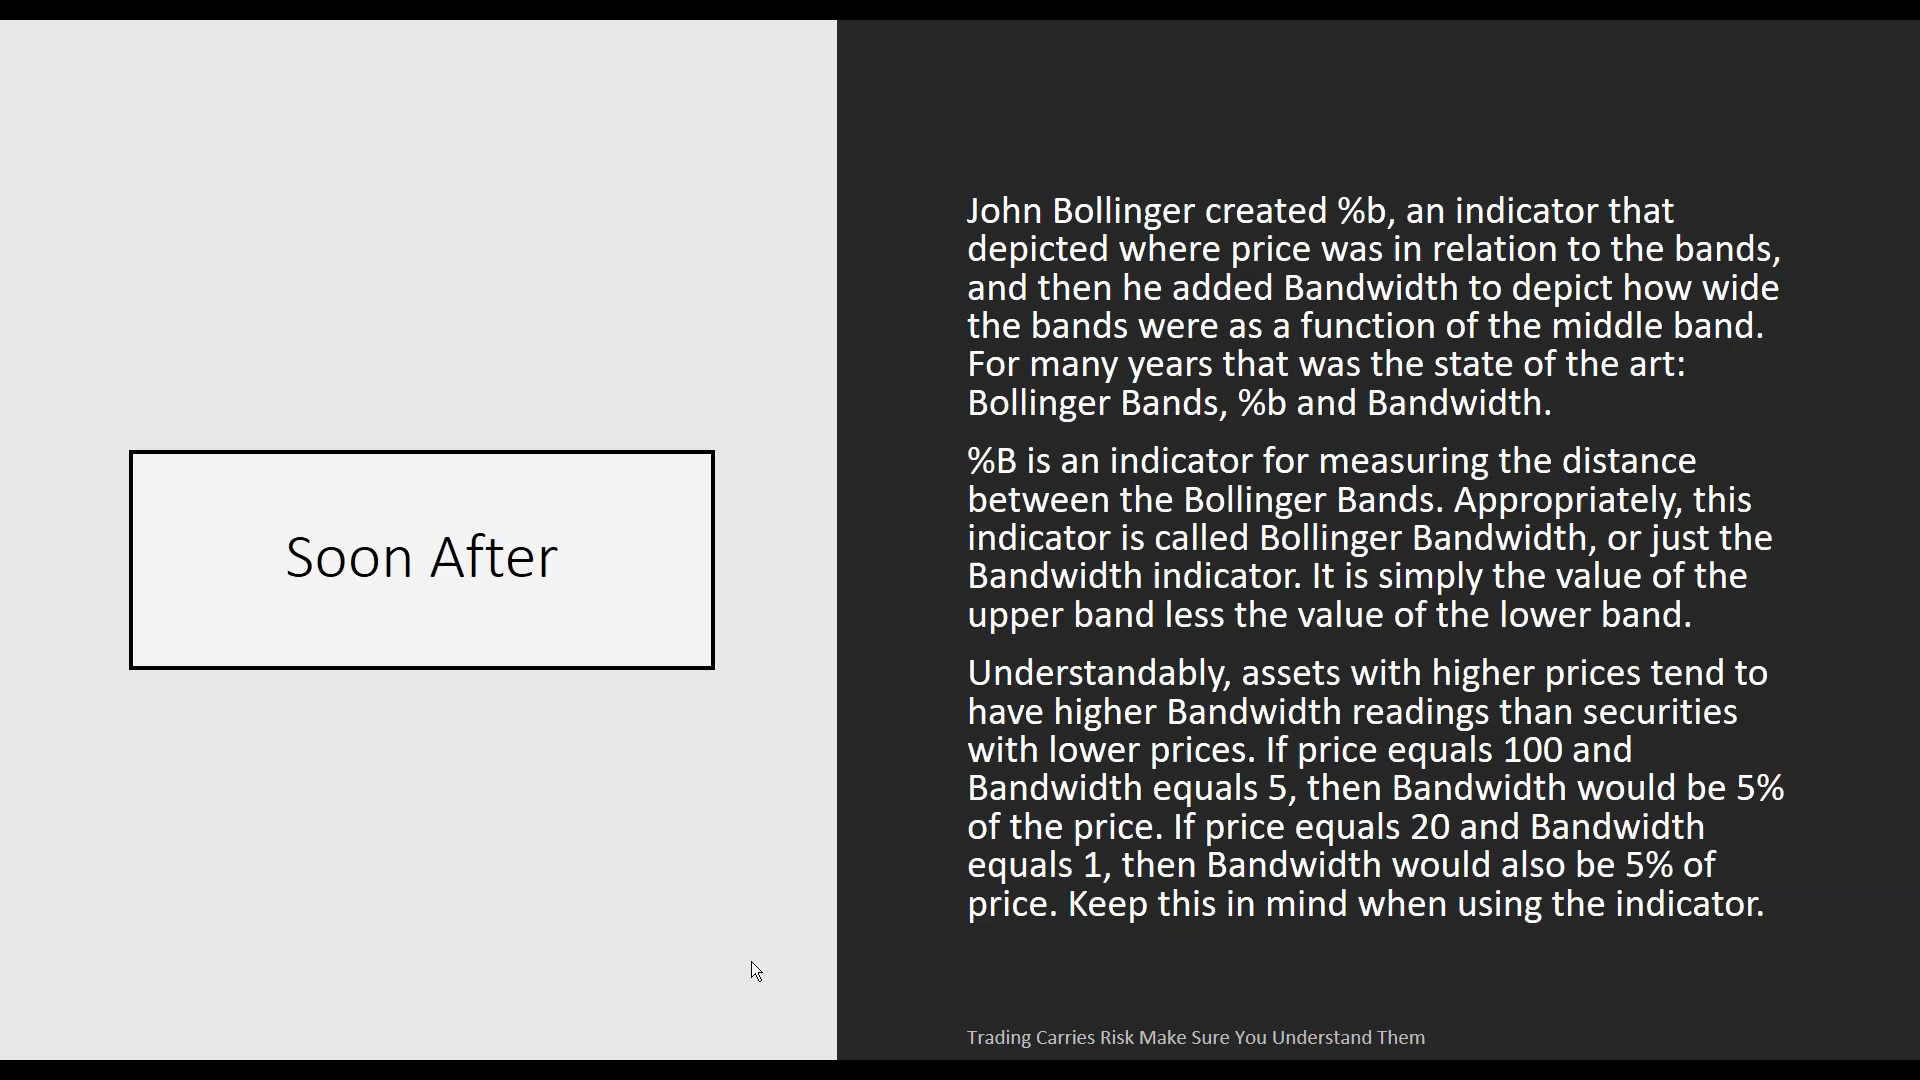 Soon After
John Bollinger created %b, an indicator that
depicted where price was in relation to the bands,
and then he added Bandwidth to depict how wide
the bands were as a function of the middle band.
For many years that was the state of the art:
Bollinger Bands, %b and Bandwidth.
%B is an indicator for measuring the distance
between the Bollinger Bands. Appropriately, this
indicator is called Bollinger Bandwidth, or just the
Bandwidth indicator. It is simply the value of the
upper band less the value of the lower band.
Understandably, assets with higher prices tend to
have higher Bandwidth readings than securities
with lower prices. If price equals 100 and
Bandwidth equals 5, then Bandwidth would be 5%
of the price. If price equals 20 and Bandwidth
equals 1, then Bandwidth would also be 5% of
price. Keep this in mind when using the indicator.
Trading Carries Risk Make Sure You Understand Them